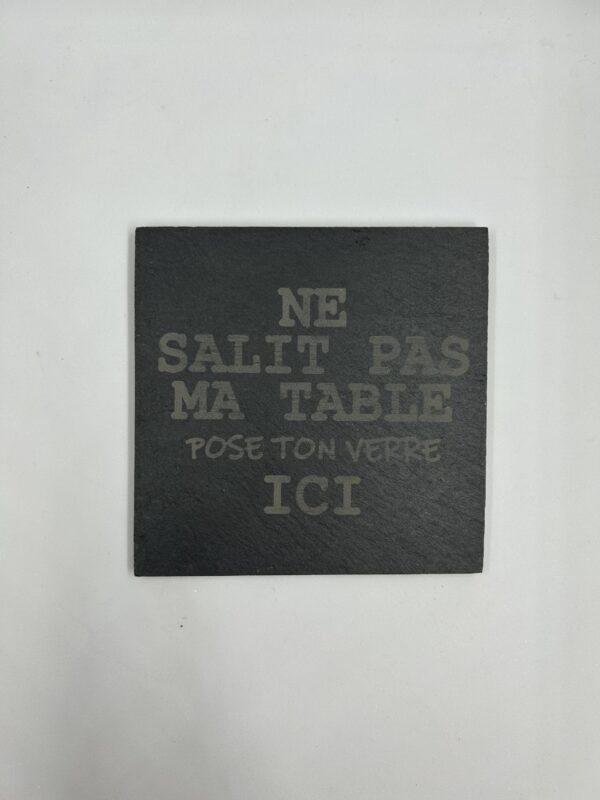 NE
SALIT PAS
MA TABLE
POSE TON VERRE
ICI